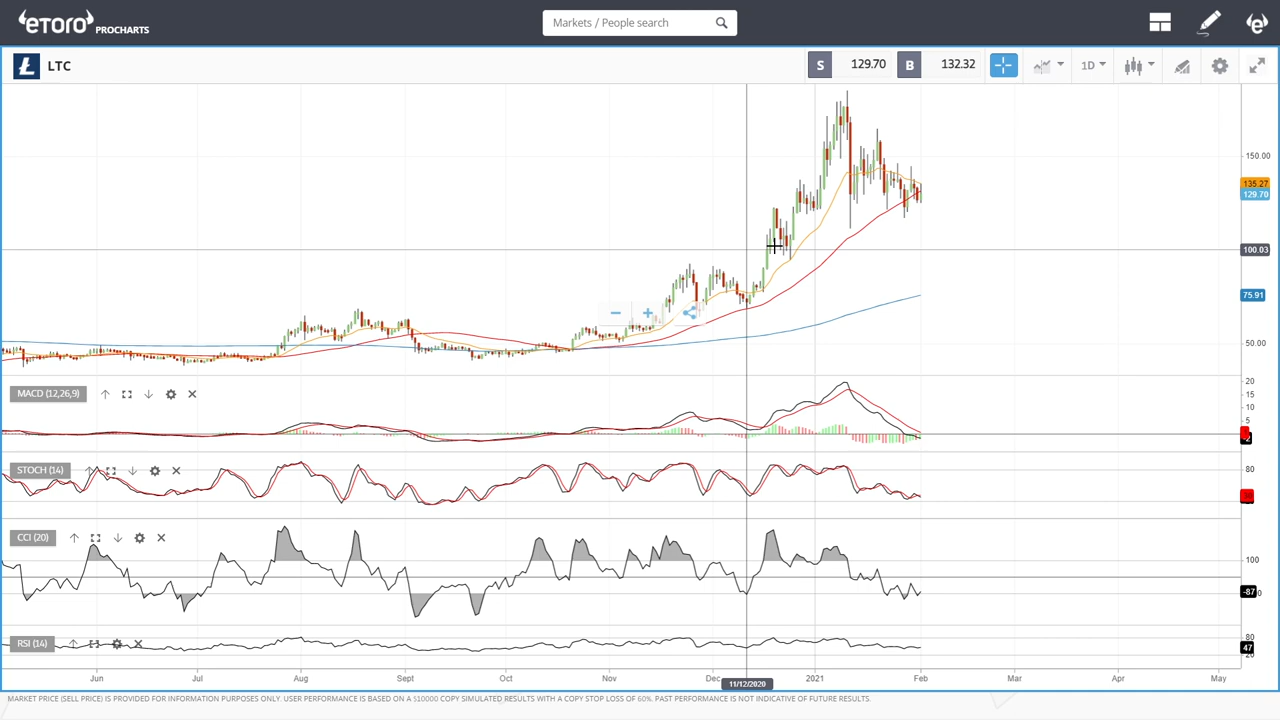 eTORO PROCHARTS
Markets / People search
LTC
S 129.70 B 132.32 1D
150.00
135.27
129.70
100.03
75.91
50.00
MACD (12,26,9)
20
15
10
5
STOCH (14)
80
CCI (20)
100
-87
RSI (14)
80
47
20
Jun Jul Aug Sept Oct Nov Dec 11/12/2020 2021 Feb Mar Apr May
MARKET PRICE (SELL PRICE) IS PROVIDED FOR INFORMATION PURPOSES ONLY. USER PERFORMANCE IS BASED ON A $10000 COPY SIMULATED RESULTS WITH A COPY STOP LOSS OF 60%. PAST PERFORMANCE IS NOT INDICATIVE OF FUTURE RESULTS.